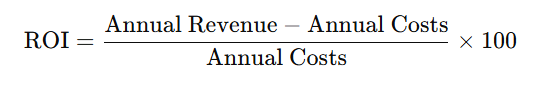 ROI = Annual Revenue − Annual Costs / Annual Costs × 100